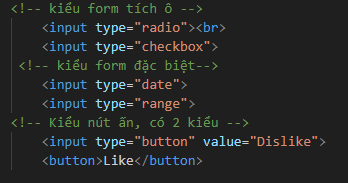 <!-- kiểu form tích ô -->
<input type="radio"><br>
<input type="checkbox">
<!-- kiểu form đặc biệt-->
<input type="date">
<input type="range">
<!-- Kiểu nút ấn, có 2 kiểu -->
<input type="button" value="Dislike">
<button>Like</button>